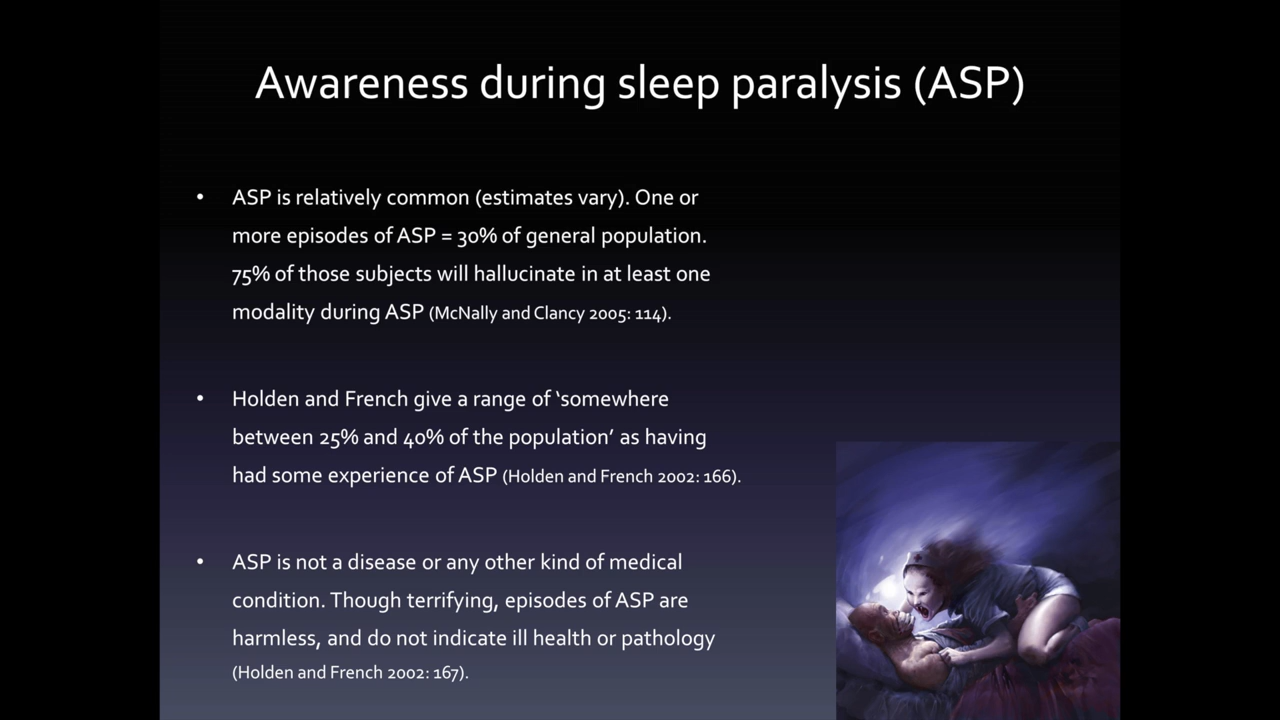 Awareness during sleep paralysis (ASP)
• ASP is relatively common (estimates vary). One or
more episodes of ASP = 30% of general population.
75% of those subjects will hallucinate in at least one
modality during ASP (McNally and Clancy 2005: 114).
• Holden and French give a range of ‘somewhere
between 25% and 40% of the population’ as having
had some experience of ASP (Holden and French 2002: 166).
• ASP is not a disease or any other kind of medical
condition. Though terrifying, episodes of ASP are
harmless, and do not indicate ill health or pathology
(Holden and French 2002: 167).